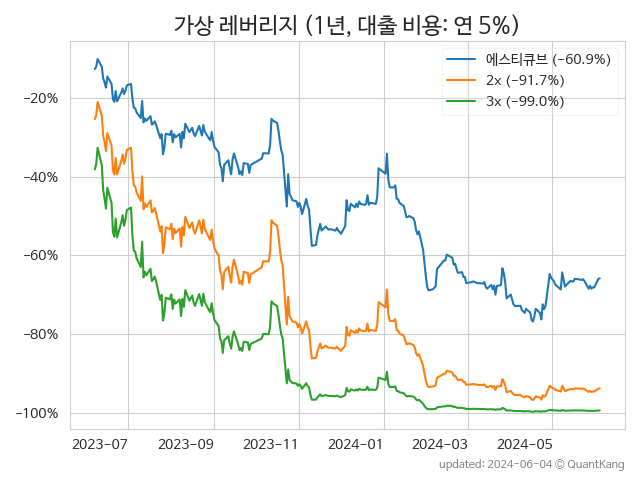 가상 레버리지 (1년, 대출 비용: 연 5%)
에스티큐브 (−60.9%)
2x (−91.7%)
3x (−99.0%)
−20%
−40%
−60%
−80%
−100%
2023-07 2023-09 2023-11 2024-01 2024-03 2024-05
updated: 2024-06-04 © QuantKang